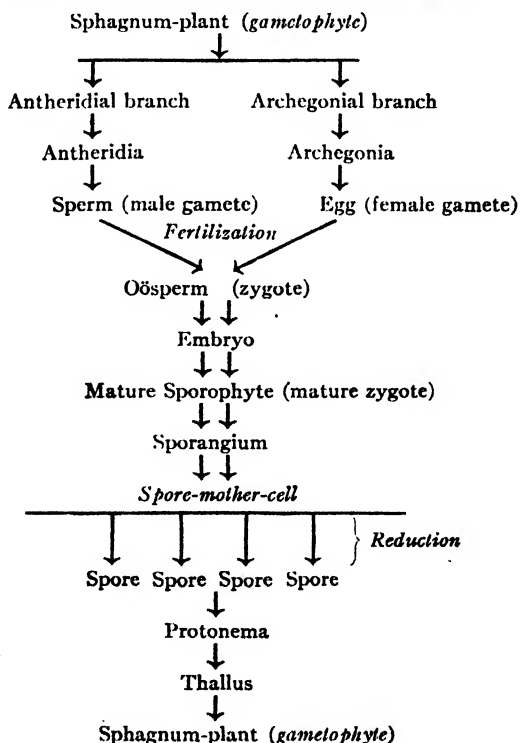 Sphagnum-plant (gametophyte)
Antheridial branch Archegonial branch
Antheridia Archegonia
Sperm (male gamete) Egg (female gamete)
Fertilization
Oösperm (zygote)
Embryo
Mature Sporophyte (mature zygote)
Sporangium
Spore-mother-cell
Reduction
Spore Spore Spore Spore
Protonema
Thallus
Sphagnum-plant (gametophyte)